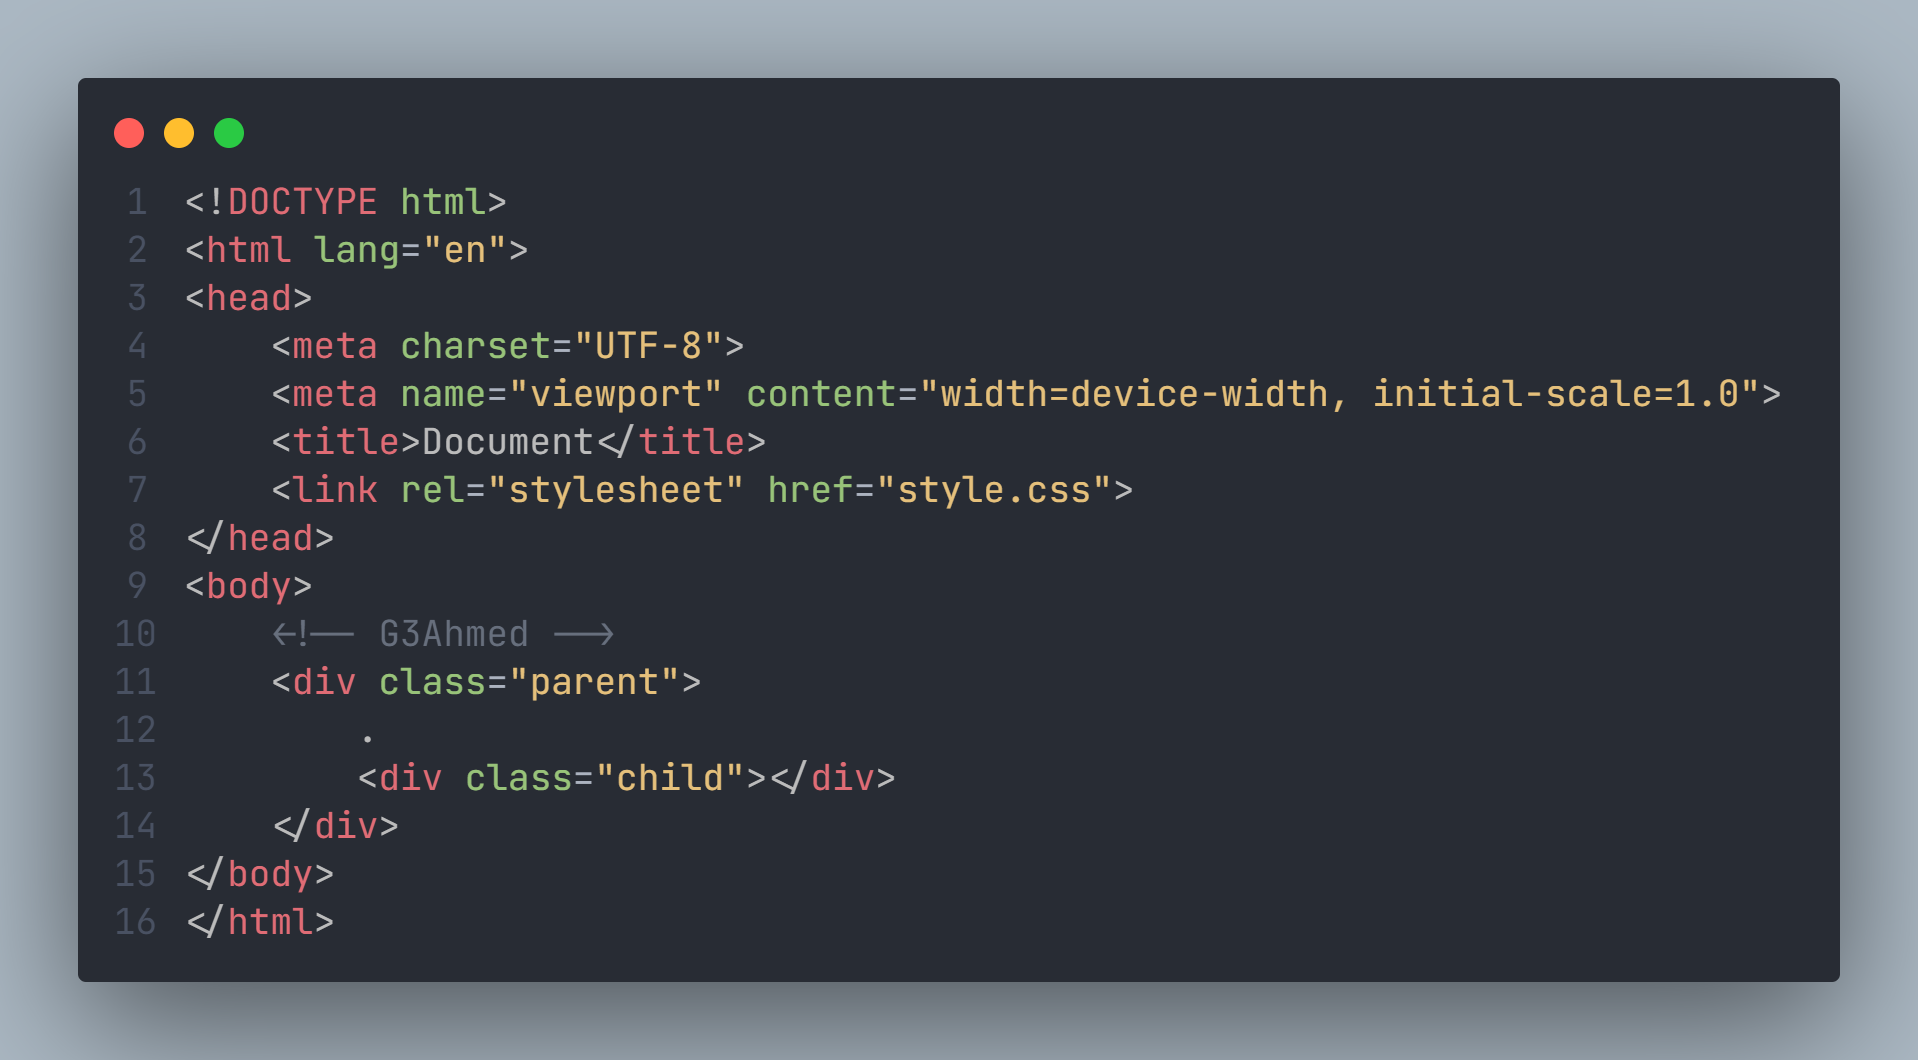 1 <!DOCTYPE html>
2 <html lang="en">
3 <head>
4     <meta charset="UTF-8">
5     <meta name="viewport" content="width=device-width, initial-scale=1.0">
6     <title>Document</title>
7     <link rel="stylesheet" href="style.css">
8 </head>
9 <body>
10     <!-- G3Ahmed -->
11     <div class="parent">
12         .
13         <div class="child"></div>
14     </div>
15 </body>
16 </html>